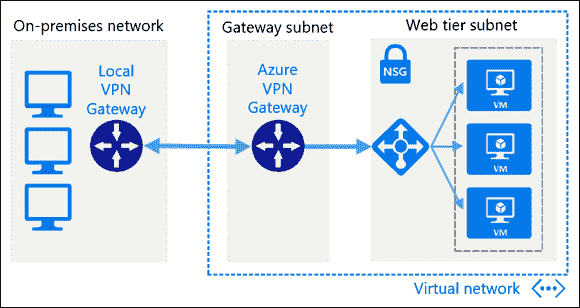 On-premises network
Gateway subnet
Web tier subnet
Local
VPN
Gateway
Azure
VPN
Gateway
NSG
VM
VM
VM
Virtual network